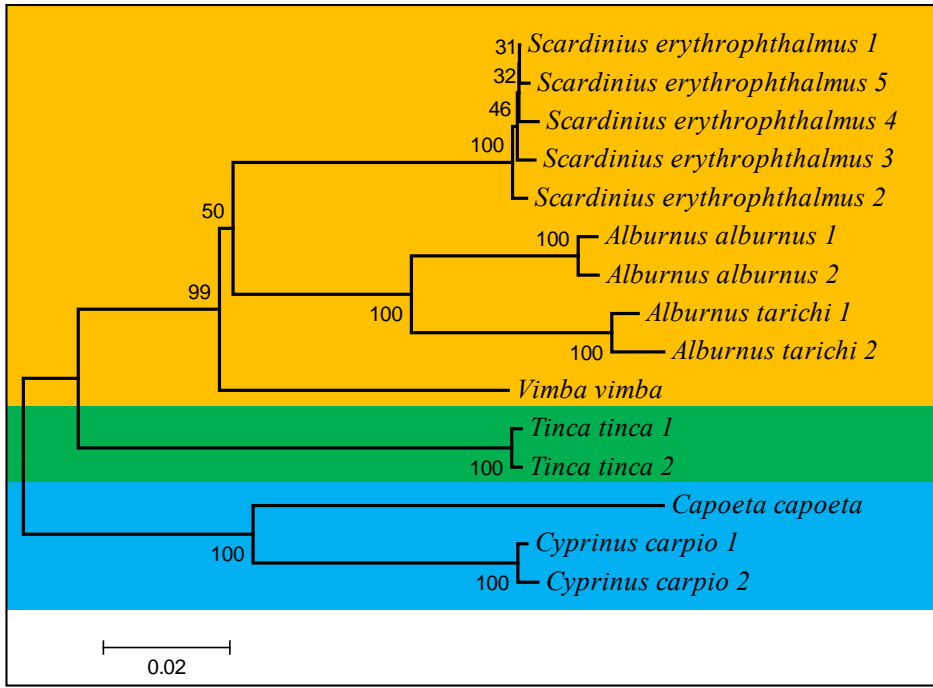 31
Scardinius erythrophthalmus 1
32
Scardinius erythrophthalmus 5
46
Scardinius erythrophthalmus 4
100
Scardinius erythrophthalmus 3
Scardinius erythrophthalmus 2
50
100
Alburnus alburnus 1
Alburnus alburnus 2
99
100
Alburnus tarichi 1
100
Alburnus tarichi 2
Vimba vimba
Tinca tinca 1
100
Tinca tinca 2
Capoeta capoeta
100
Cyprinus carpio 1
100
Cyprinus carpio 2
0.02